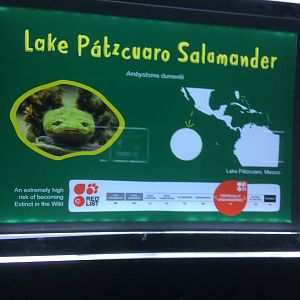 Lake Pátzcuaro Salamander
Ambystoma dumerilii
Lake Pátzcuaro, Mexico
An extremely high
risk of becoming
Extinct in the Wild
RED
LIST
CRITICALLY
ENDANGERED